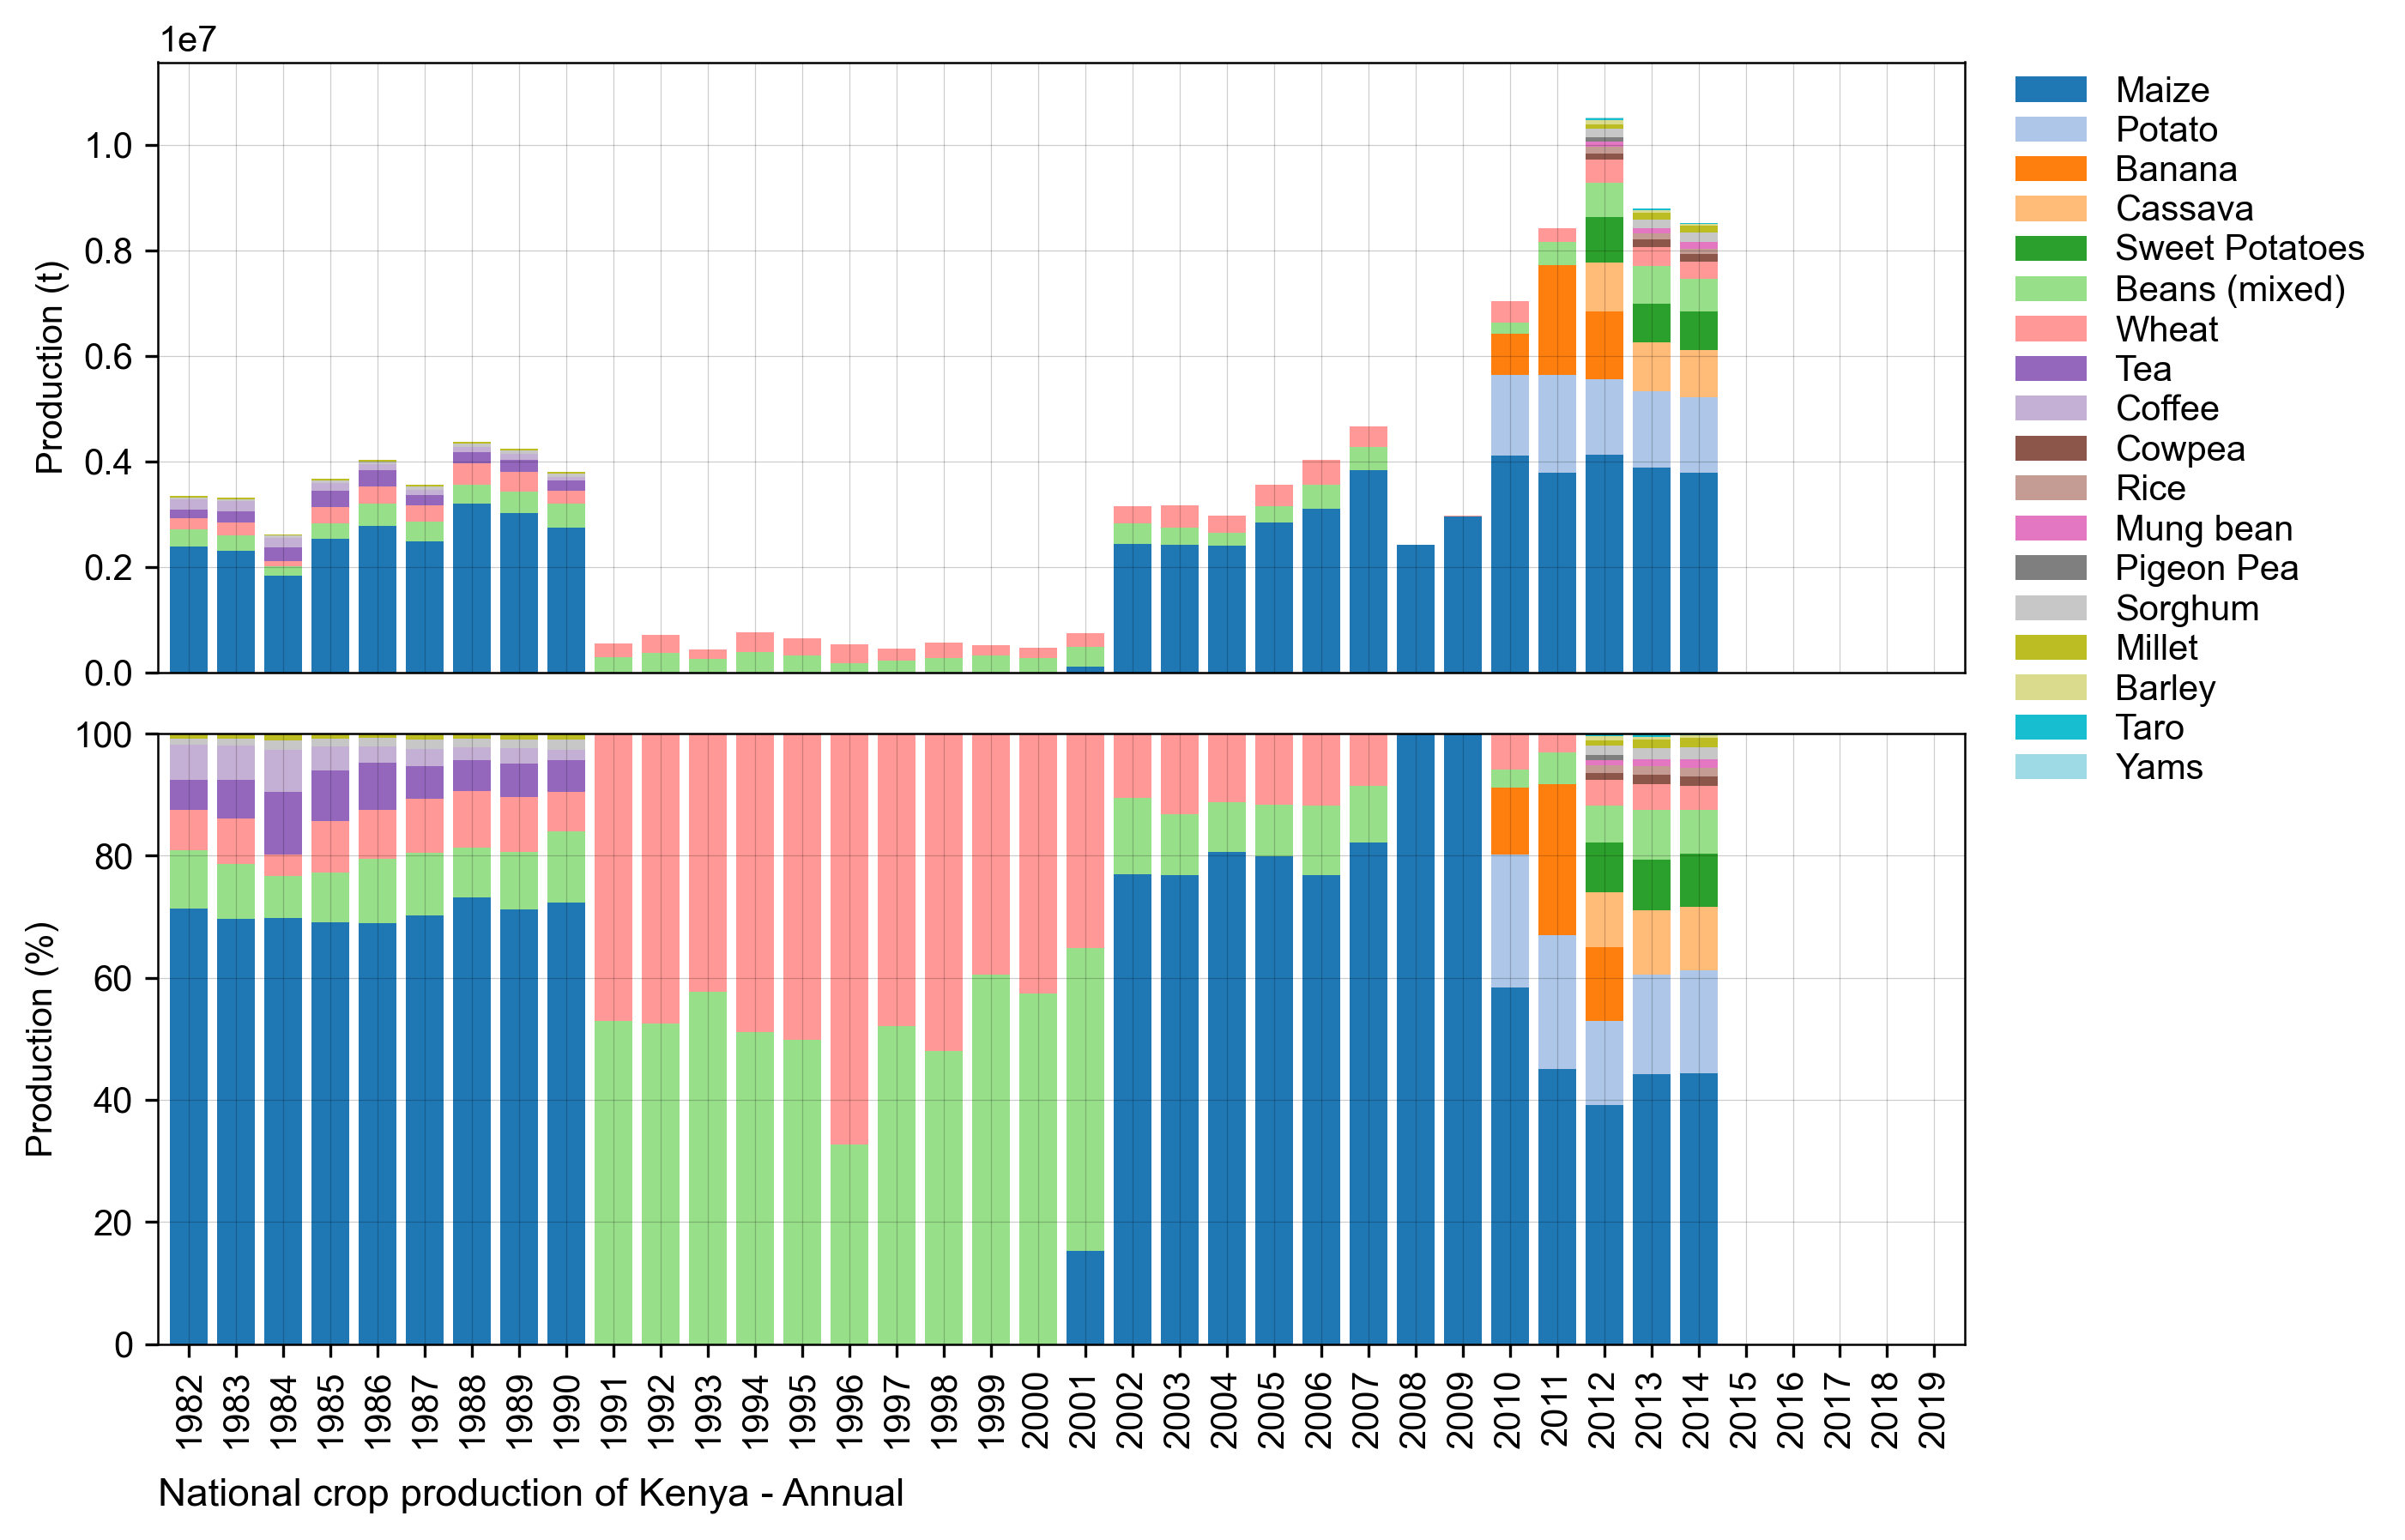 1e7
Production (t)
1.0
0.8
0.6
0.4
0.2
0.0
Maize
Potato
Banana
Cassava
Sweet Potatoes
Beans (mixed)
Wheat
Tea
Coffee
Cowpea
Rice
Mung bean
Pigeon Pea
Sorghum
Millet
Barley
Taro
Yams
Production (%)
100
80
60
40
20
0
1982 1983 1984 1985 1986 1987 1988 1989 1990 1991 1992 1993 1994 1995 1996 1997 1998 1999 2000 2001 2002 2003 2004 2005 2006 2007 2008 2009 2010 2011 2012 2013 2014 2015 2016 2017 2018 2019
National crop production of Kenya - Annual